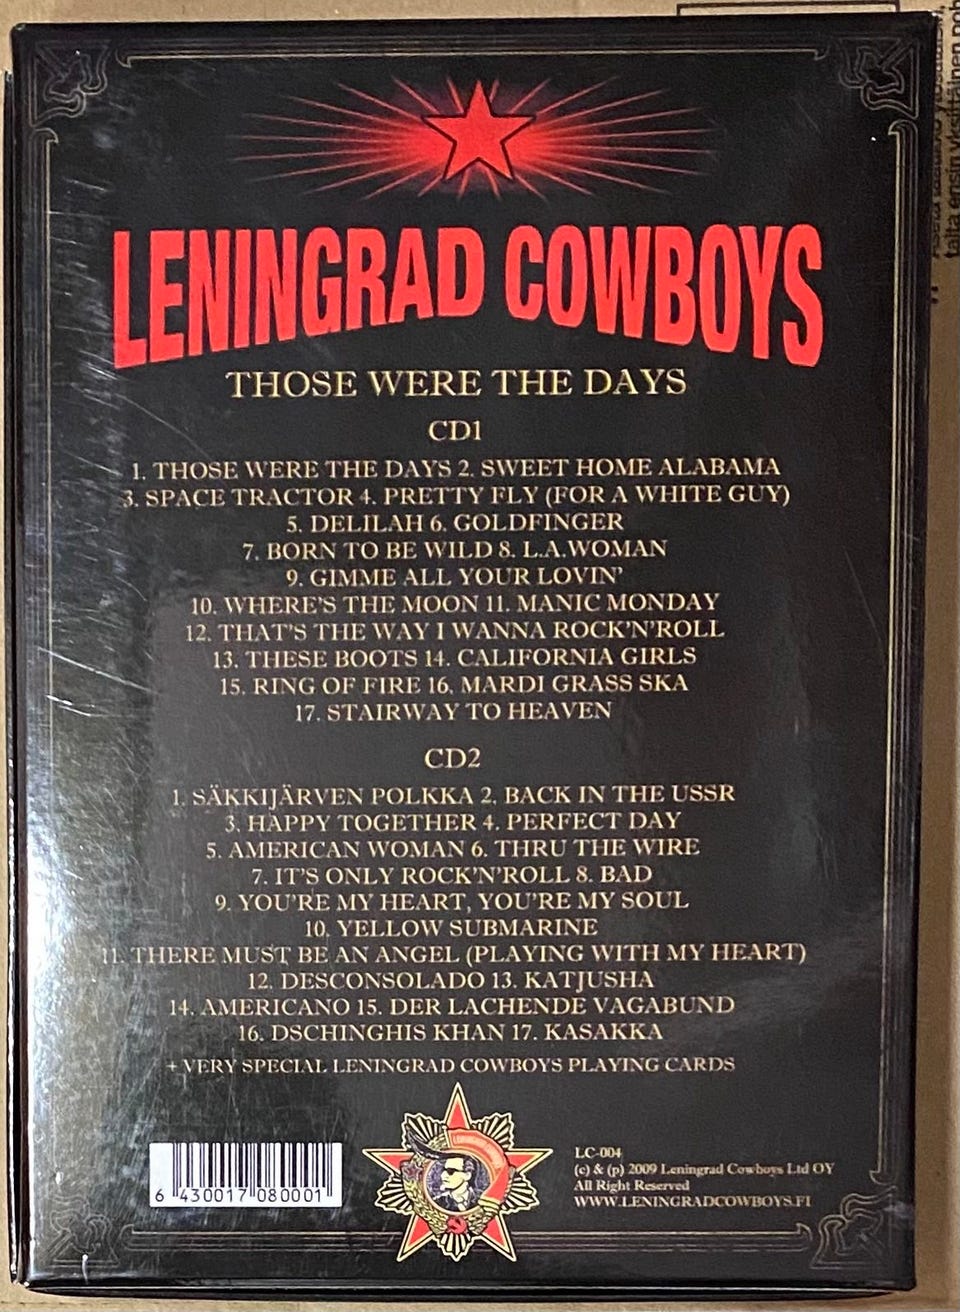 LENINGRAD COWBOYS
THOSE WERE THE DAYS
CD1
1. THOSE WERE THE DAYS 2. SWEET HOME ALABAMA
3. SPACE TRACTOR 4. PRETTY FLY (FOR A WHITE GUY)
5. DELILAH 6. GOLDFINGER
7. BORN TO BE WILD 8. L.A.WOMAN
9. GIMME ALL YOUR LOVIN'
10. WHERE'S THE MOON 11. MANIC MONDAY
12. THAT'S THE WAY I WANNA ROCK'N'ROLL
13. THESE BOOTS 14. CALIFORNIA GIRLS
15. RING OF FIRE 16. MARDI GRASS SKA
17. STAIRWAY TO HEAVEN
CD2
1. SÄKKIJÄRVEN POLKKA 2. BACK IN THE USSR
3. HAPPY TOGETHER 4. PERFECT DAY
5. AMERICAN WOMAN 6. THRU THE WIRE
7. IT'S ONLY ROCK'N'ROLL 8. BAD
9. YOU'RE MY HEART, YOU'RE MY SOUL
10. YELLOW SUBMARINE
11. THERE MUST BE AN ANGEL (PLAYING WITH MY HEART)
12. DESCONSOLADO 13. KATJUSHA
14. AMERICANO 15. DER LACHENDE VAGABUND
16. DSCHINGHIS KHAN 17. KASAKKA
+ VERY SPECIAL LENINGRAD COWBOYS PLAYING CARDS
6 430017 080001
LC-004
(c) & (p) 2009 Leningrad Cowboys Ltd OY
All Right Reserved
WWW.LENINGRADCOWBOYS.FI